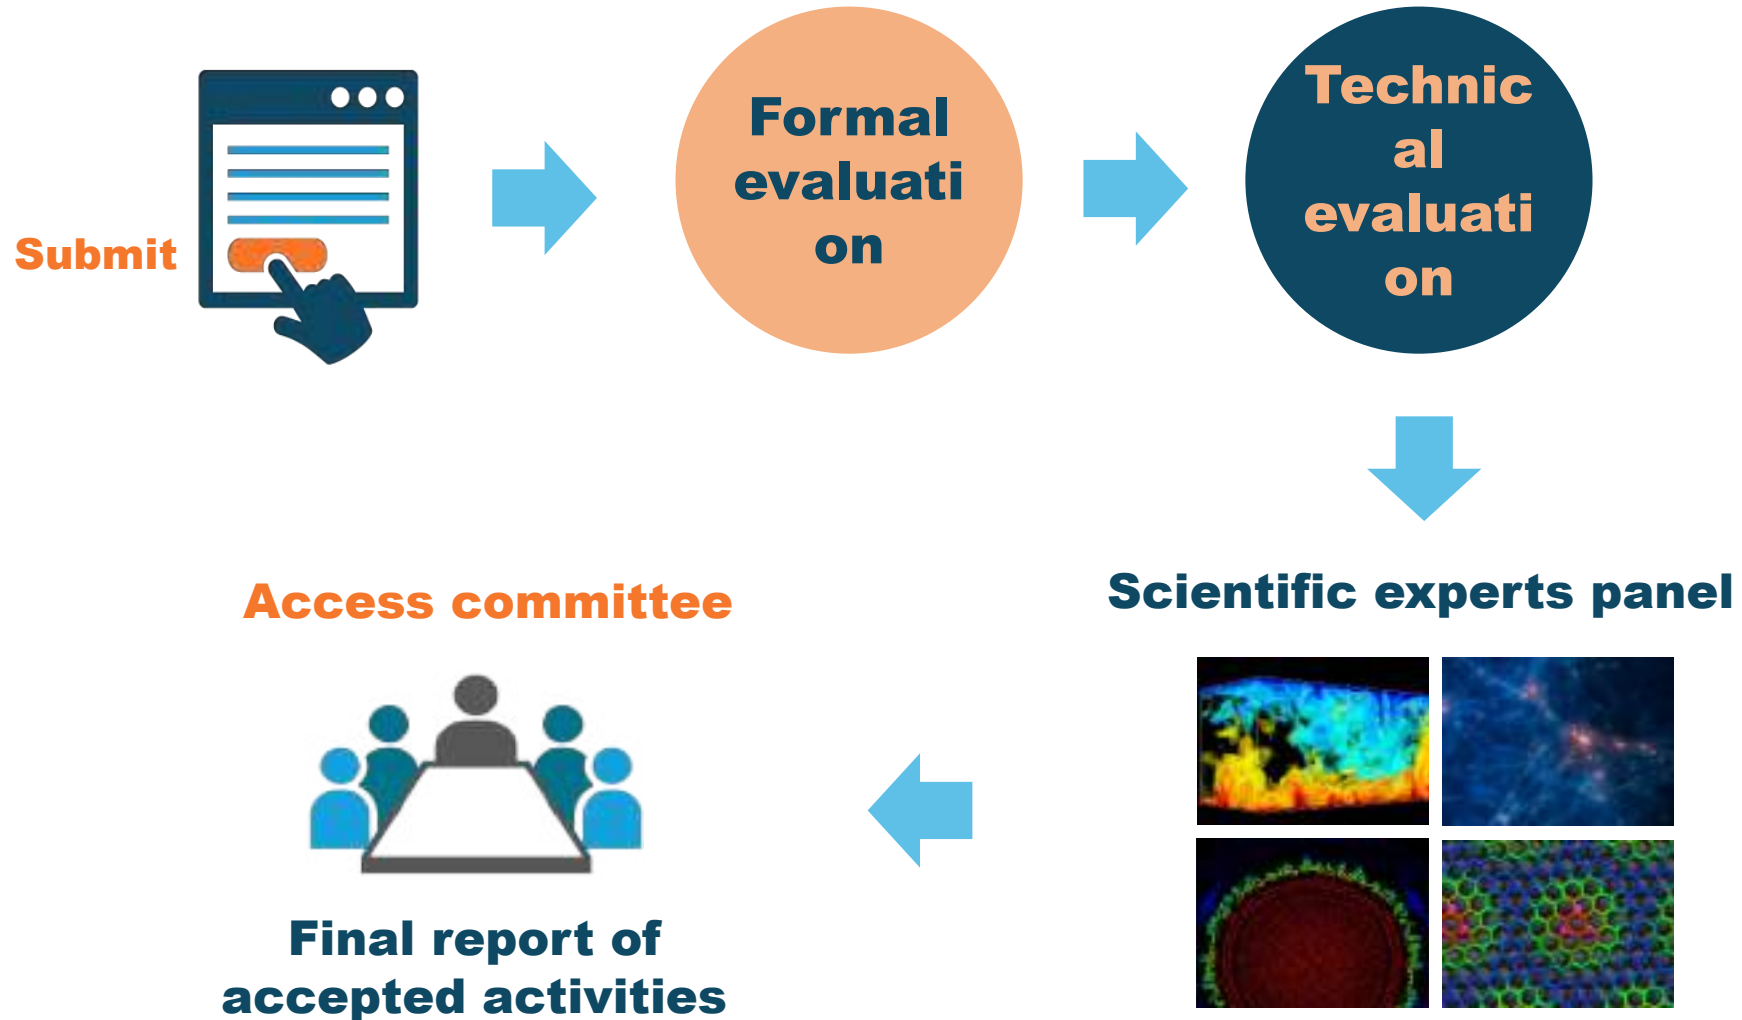 Submit
Formal
evaluati
on
Technic
al
evaluati
on
Scientific experts panel
Access committee
Final report of
accepted activities